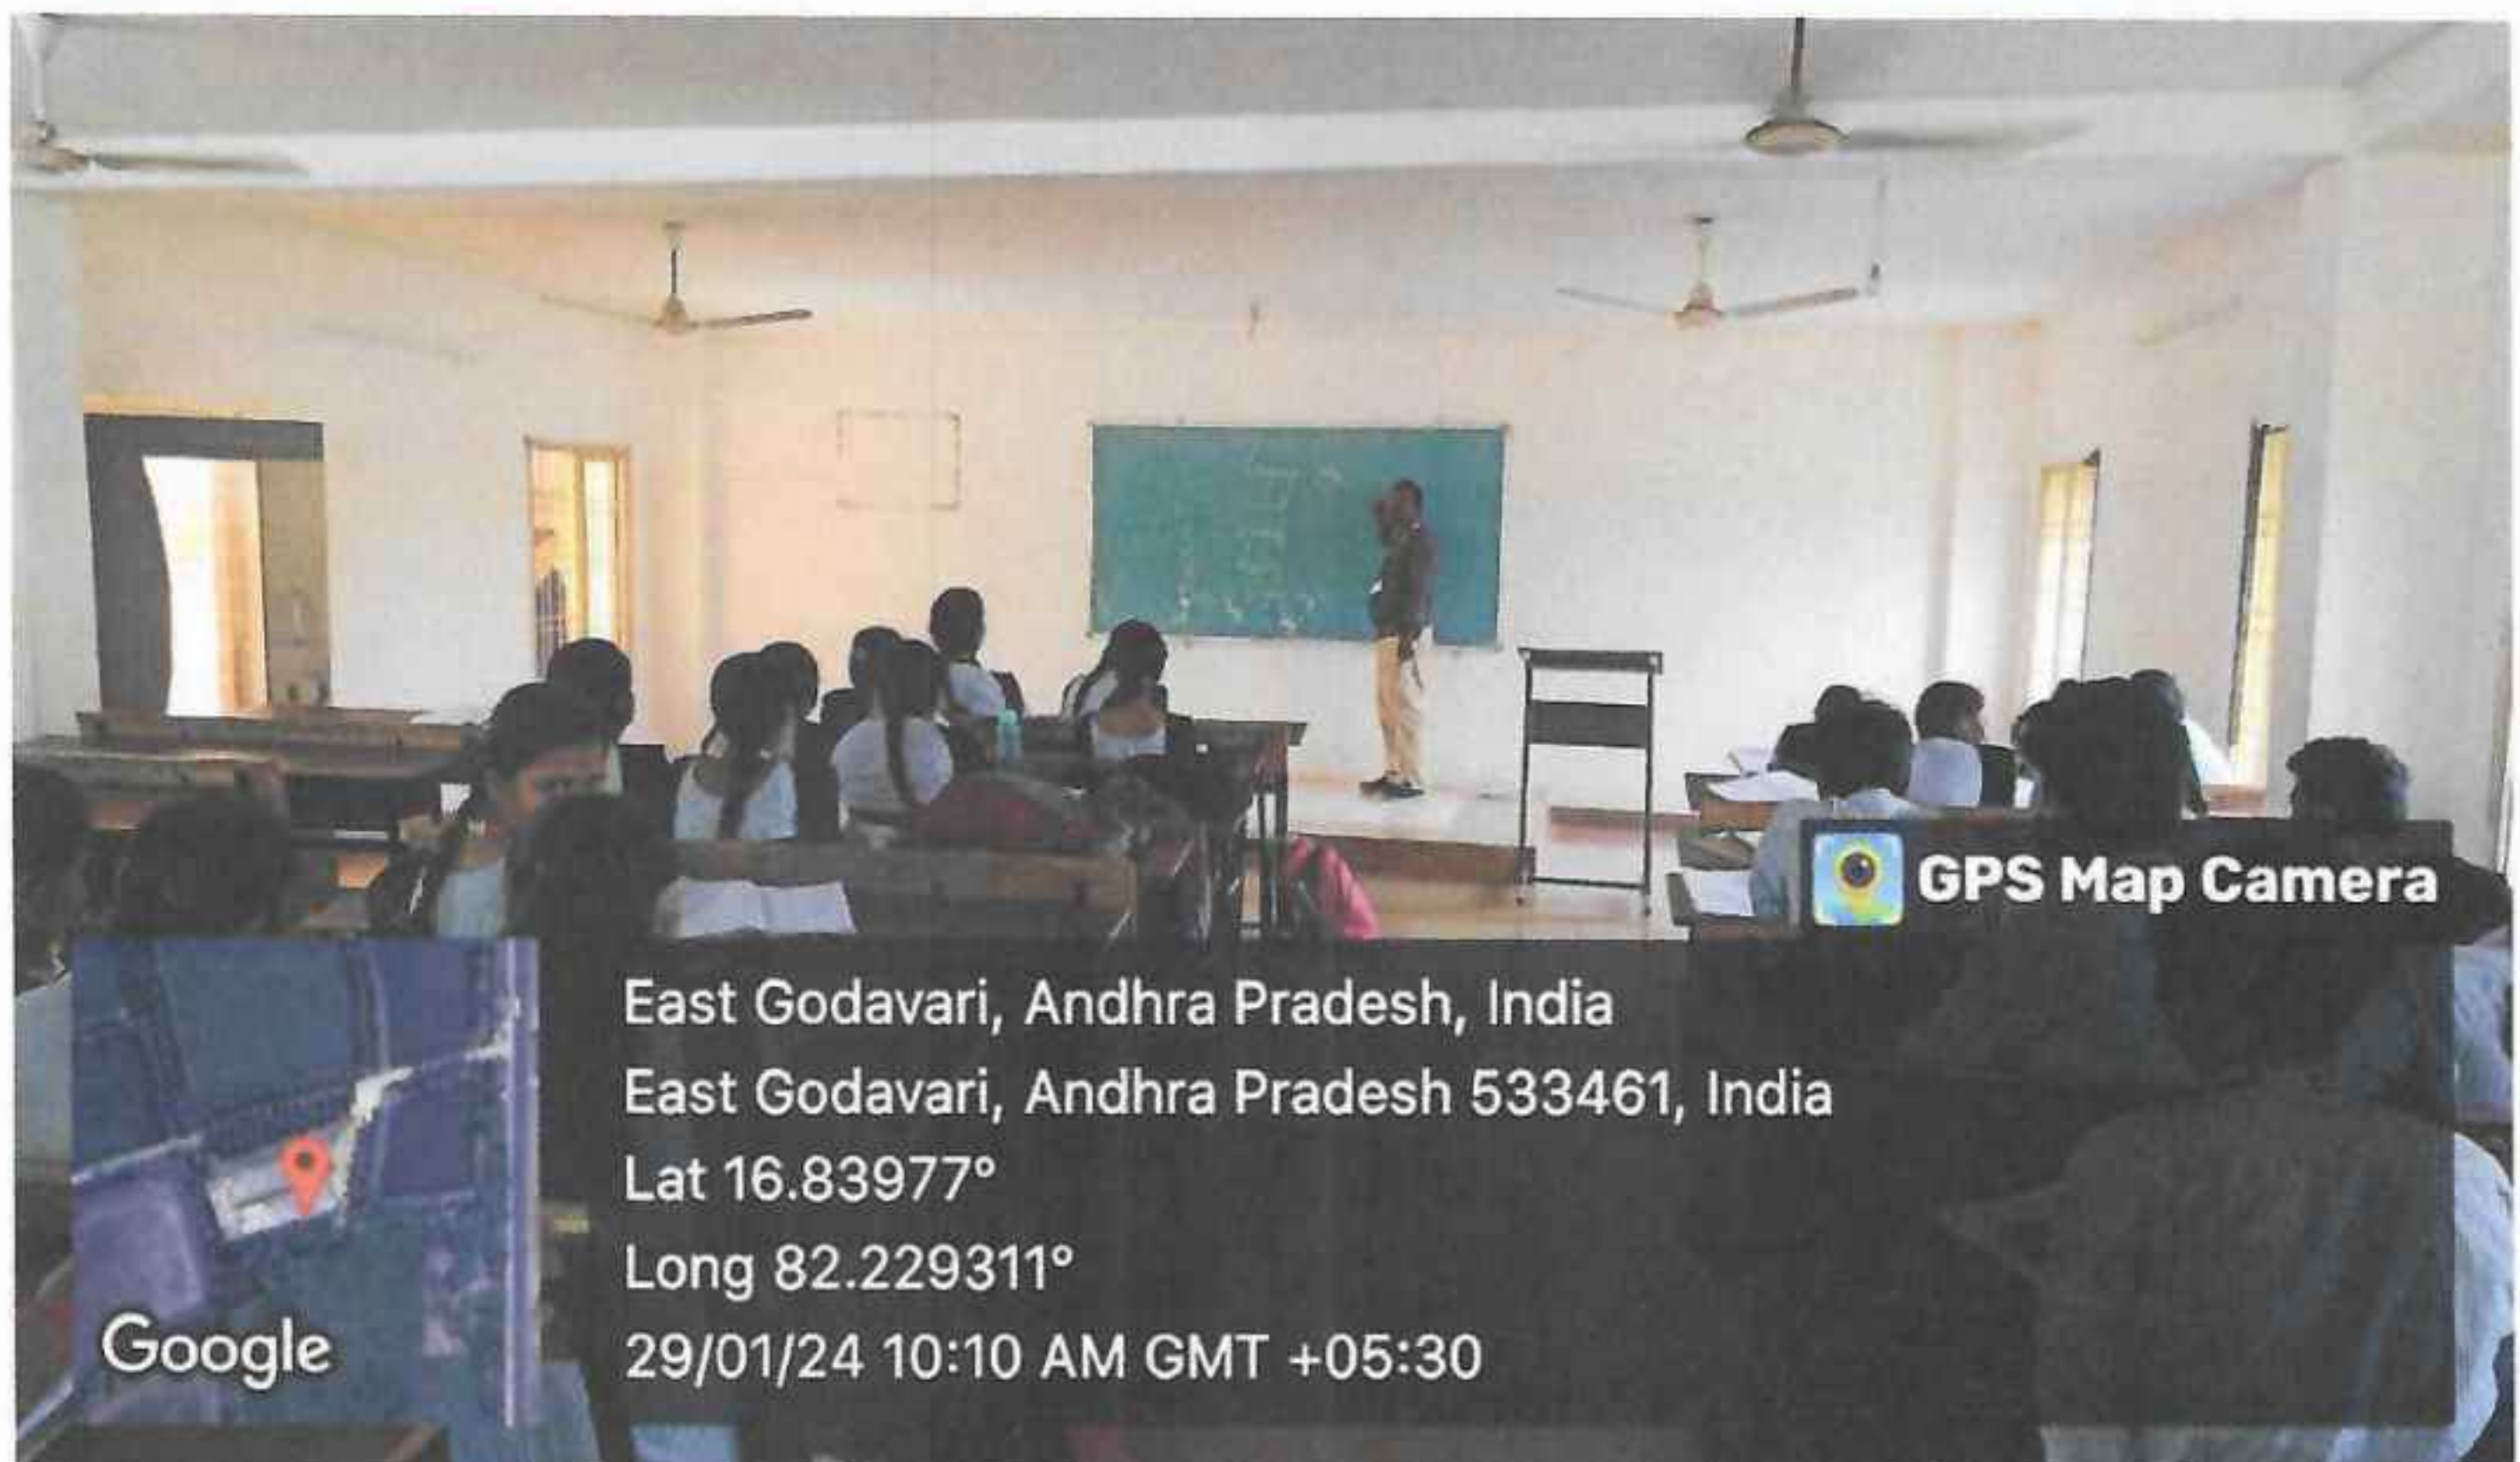 GPS Map Camera
East Godavari, Andhra Pradesh, India
East Godavari, Andhra Pradesh 533461, India
Lat 16.83977°
Long 82.229311°
29/01/24 10:10 AM GMT +05:30
Google